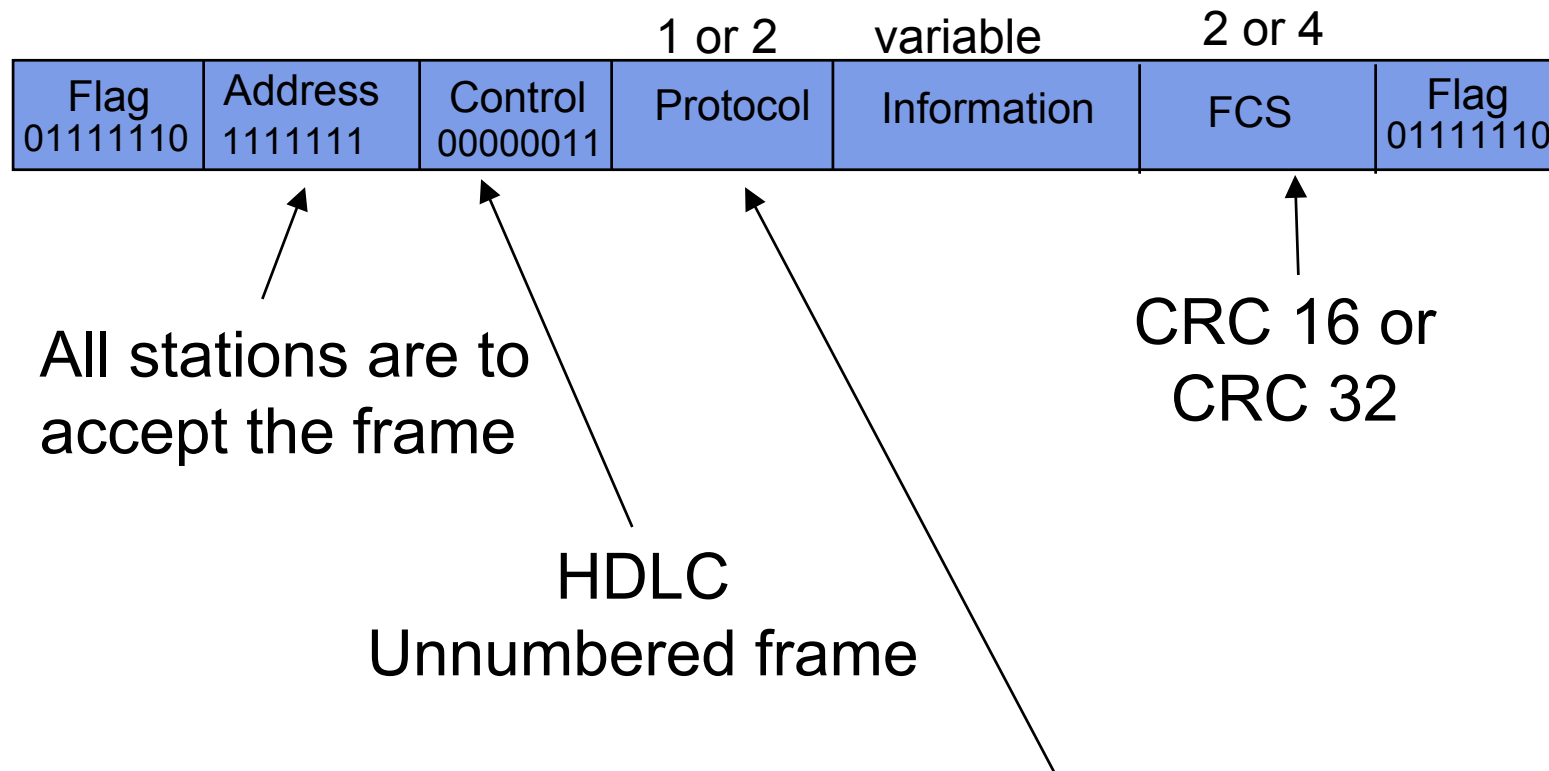 1 or 2 variable 2 or 4
Flag Address Control Protocol Information FCS Flag
01111110 1111111 00000011 01111110
All stations are to
accept the frame
CRC 16 or
CRC 32
HDLC
Unnumbered frame